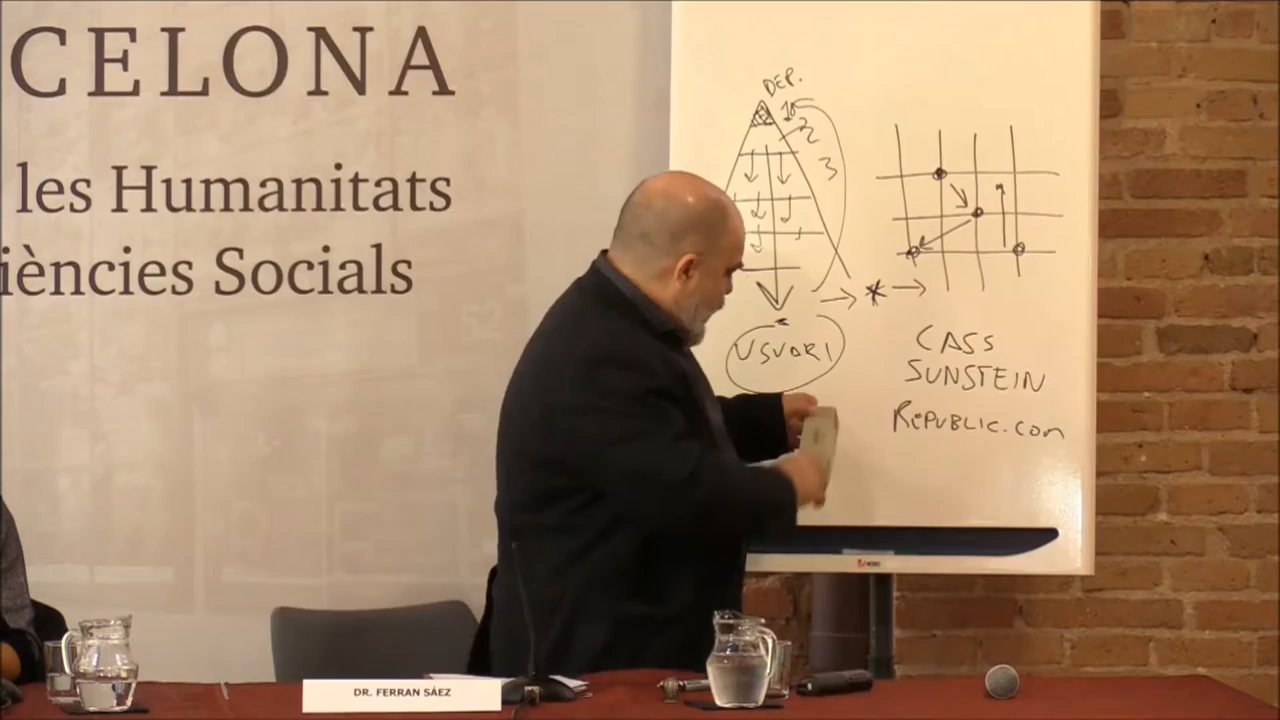 CELONA
les Humanitats
iències Socials
DEP.
1
2
3
USUARI
*
CASS
SUNSTEIN
REPUBLIC.COM
DR. FERRAN SÁEZ